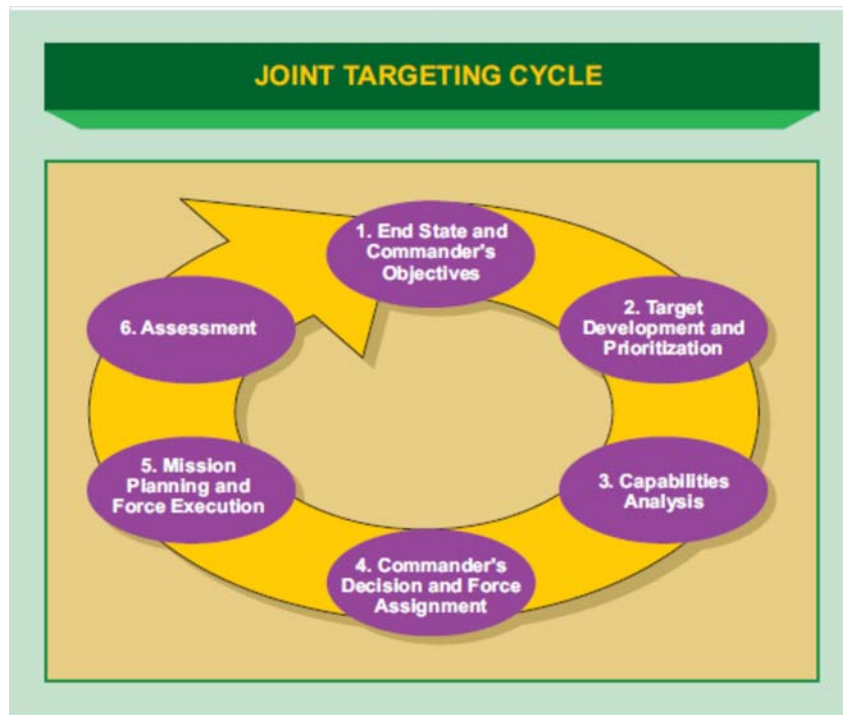 JOINT TARGETING CYCLE
1. End State and
Commander's
Objectives
2. Target
Development and
Prioritization
3. Capabilities
Analysis
4. Commander's
Decision and Force
Assignment
5. Mission
Planning and
Force Execution
6. Assessment